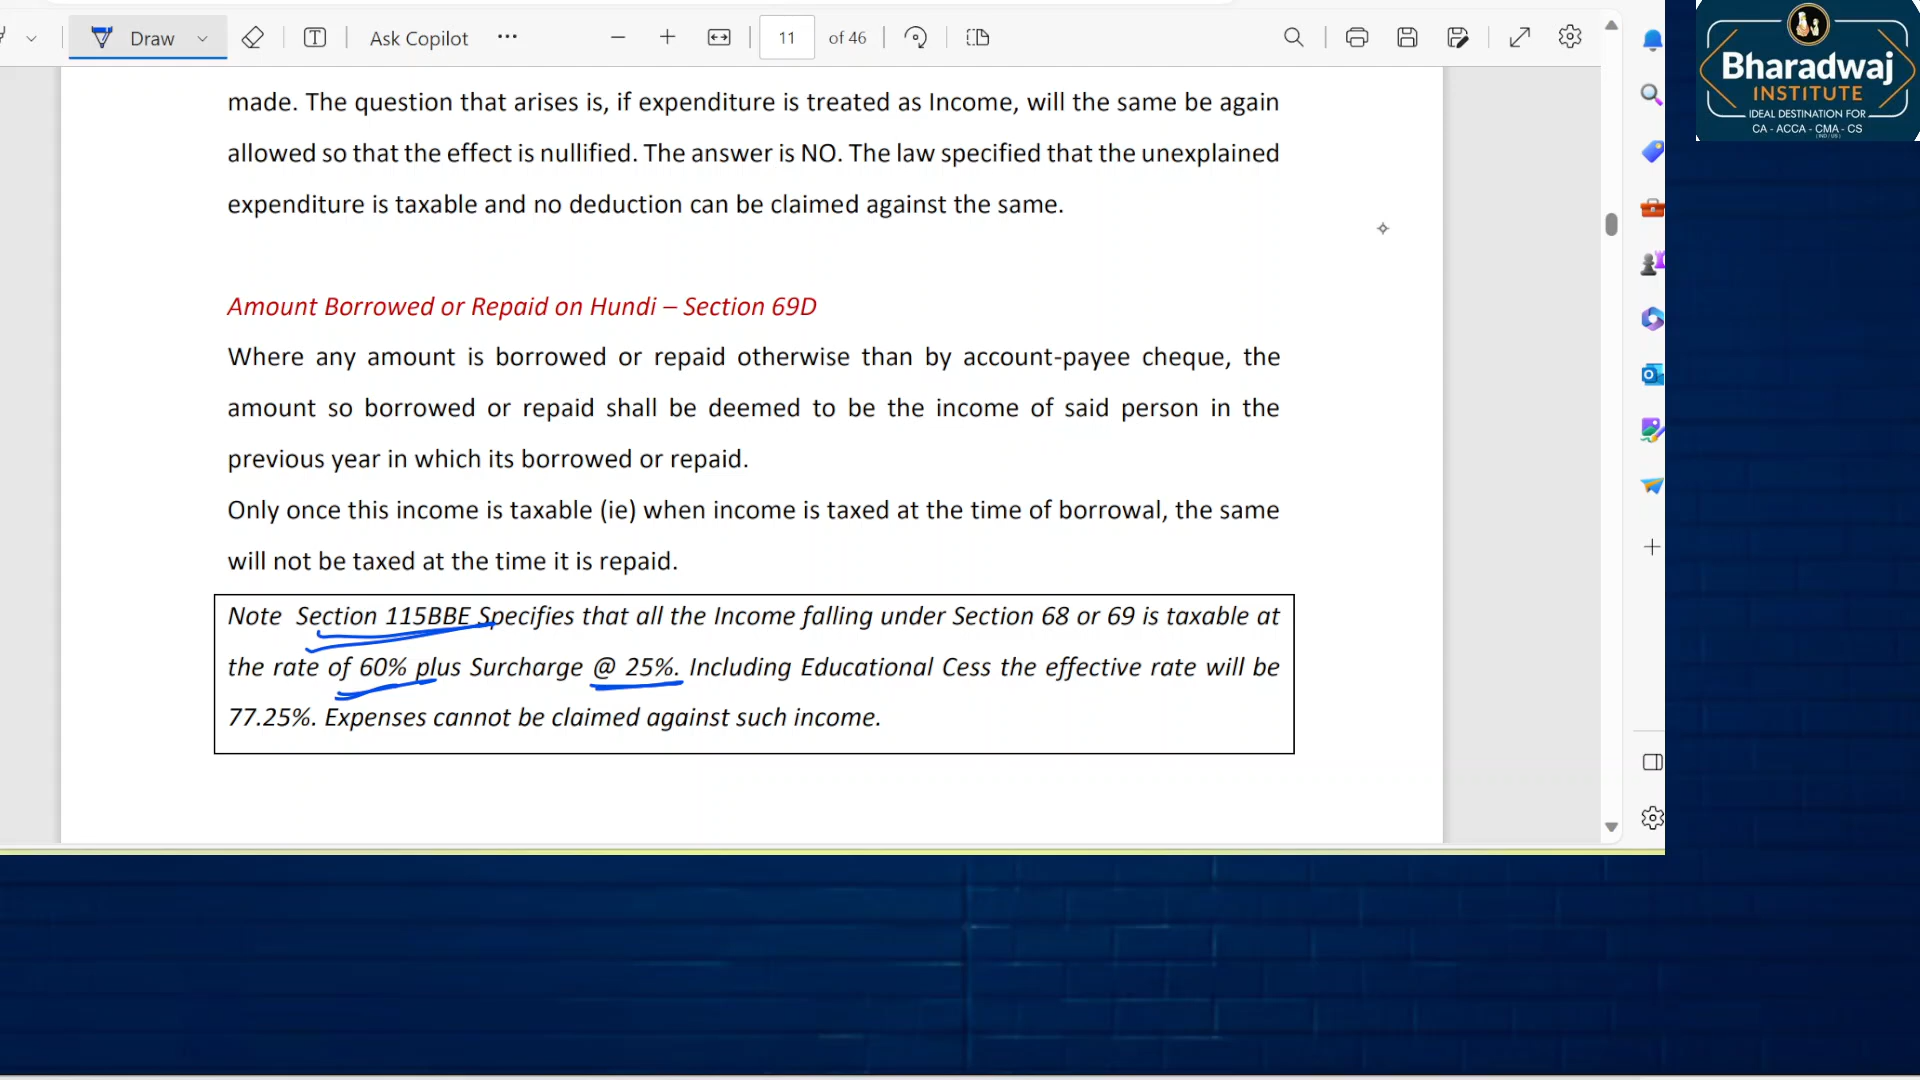 Draw
Ask Copilot
11 of 46
made. The question that arises is, if expenditure is treated as Income, will the same be again
allowed so that the effect is nullified. The answer is NO. The law specified that the unexplained
expenditure is taxable and no deduction can be claimed against the same.
Amount Borrowed or Repaid on Hundi – Section 69D
Where any amount is borrowed or repaid otherwise than by account-payee cheque, the
amount so borrowed or repaid shall be deemed to be the income of said person in the
previous year in which its borrowed or repaid.
Only once this income is taxable (ie) when income is taxed at the time of borrowal, the same
will not be taxed at the time it is repaid.
Note Section 115BBE Specifies that all the Income falling under Section 68 or 69 is taxable at
the rate of 60% plus Surcharge @ 25%. Including Educational Cess the effective rate will be
77.25%. Expenses cannot be claimed against such income.
Bharadwaj
INSTITUTE
IDEAL DESTINATION FOR
CA - ACCA - CMA - CS